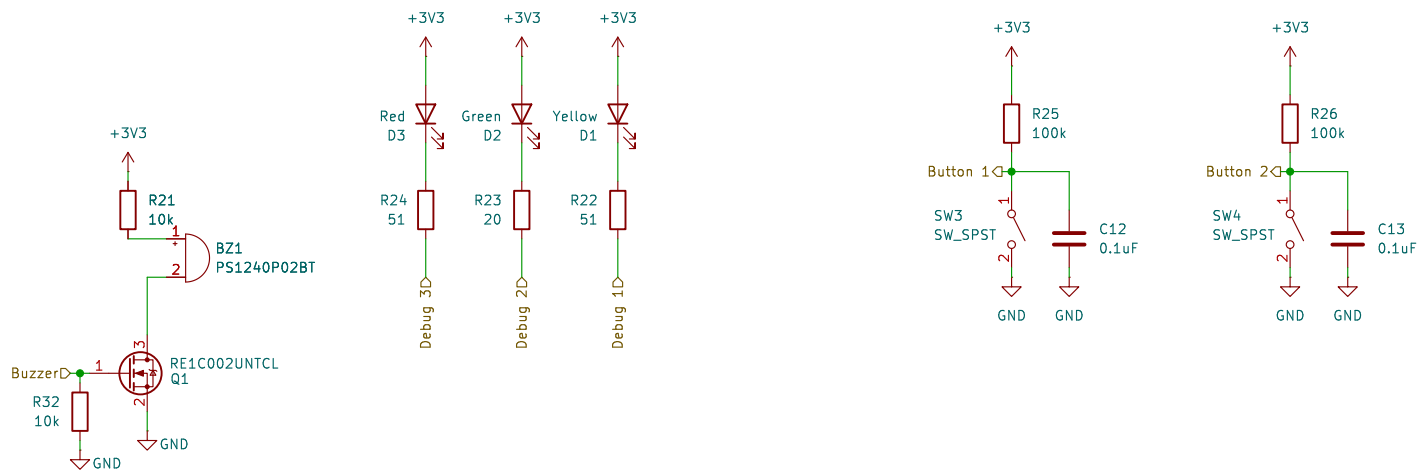 +3V3
R21
10k
1
+
2
BZ1
PS1240P02BT
3
RE1C002UNTCL
Q1
Buzzer
1
2
R32
10k
GND
GND
+3V3
Red
D3
R24
51
Debug 3
+3V3
Green
D2
R23
20
Debug 2
+3V3
Yellow
D1
R22
51
Debug 1
+3V3
R25
100k
Button 1
1
SW3
SW_SPST
2
C12
0.1uF
GND
GND
+3V3
R26
100k
Button 2
1
SW4
SW_SPST
2
C13
0.1uF
GND
GND